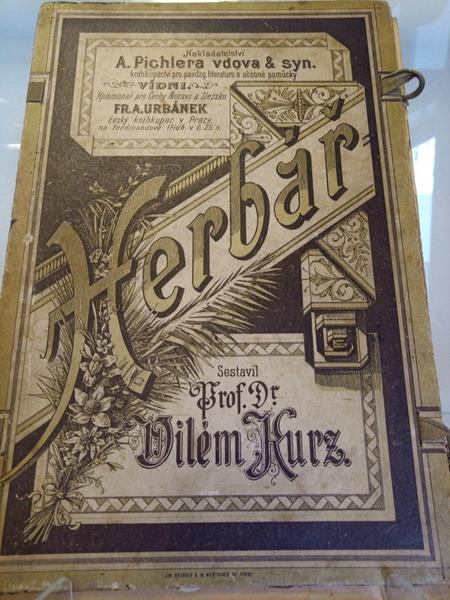 Nakladatelství
A. Pichlera vdova & syn.
knihkupectví pro paedag. literaturu a učebné pomůcky
VÍDNI.
Komisionář pro Čechy Moravu a Slezsko
FR. A. URBÁNEK
český knihkupec v Praze
na ferdinandově třídě v č. 25 n.
Herbář
Sestavil
Prof. Dr.
Vilém Kurz.